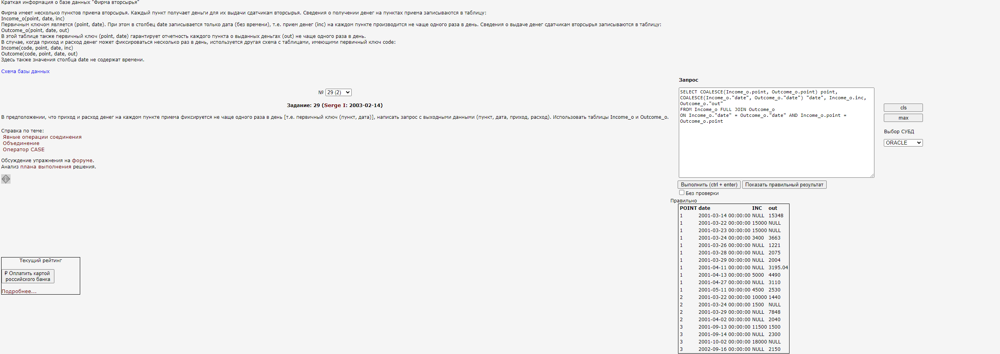 Краткая информация о базе данных "Фирма вторсырья"
Фирма имеет несколько пунктов приема вторсырья. Каждый пункт получает деньги для их выдачи сдатчикам вторсырья. Сведения о получении денег на пунктах приема записываются в таблицу:
Income_o(point, date, inc)
Первичным ключом является (point, date). При этом в столбец date записывается только дата (без времени), т.е. прием денег (inc) на каждом пункте производится не чаще одного раза в день. Сведения о выдаче денег сдатчикам вторсырья записываются в таблицу:
Outcome_o(point, date, out)
В этой таблице также первичный ключ (point, date) гарантирует отчетность каждого пункта о выданных деньгах (out) не чаще одного раза в день.
В случае, когда приход и расход денег может фиксироваться несколько раз в день, используется другая схема с таблицами, имеющими первичный ключ code:
Income(code, point, date, inc)
Outcome(code, point, date, out)
Здесь также значения столбца date не содержат времени.
Схема базы данных
№ 29 (2)
Задание: 29 (Serge I: 2003-02-14)
В предположении, что приход и расход денег на каждом пункте приема фиксируется не чаще одного раза в день [т.е. первичный ключ (пункт, дата)], написать запрос с выходными данными (пункт, дата, приход, расход). Использовать таблицы Income_o и Outcome_o.
Справка по теме:
Явные операции соединения
Объединение
Оператор CASE
Обсуждение упражнения на форуме.
Анализ плана выполнения решения.
Текущий рейтинг
₽ Оплатить картой
российского банка
Подробнее...
Запрос
SELECT COALESCE(Income_o.point, Outcome_o.point) point,
COALESCE(Income_o."date", Outcome_o."date") "date", Income_o.inc,
Outcome_o."out"
FROM Income_o FULL JOIN Outcome_o
ON Income_o."date" = Outcome_o."date" AND Income_o.point =
Outcome_o.point
cls
max
Выбор СУБД
ORACLE
Выполнить (ctrl + enter) Показать правильный результат
Без проверки
Правильно
POINT date INC out
1 2001-03-14 00:00:00 NULL 15348
1 2001-03-22 00:00:00 15000 NULL
1 2001-03-23 00:00:00 15000 NULL
1 2001-03-24 00:00:00 3400 3663
1 2001-03-26 00:00:00 NULL 1221
1 2001-03-28 00:00:00 NULL 2075
1 2001-03-29 00:00:00 NULL 2004
1 2001-04-11 00:00:00 NULL 3195.04
1 2001-04-13 00:00:00 5000 4490
1 2001-04-27 00:00:00 NULL 3110
1 2001-05-11 00:00:00 4500 2530
2 2001-03-22 00:00:00 10000 1440
2 2001-03-24 00:00:00 1500 NULL
2 2001-03-29 00:00:00 NULL 7848
2 2001-04-02 00:00:00 NULL 2040
3 2001-09-13 00:00:00 11500 1500
3 2001-09-14 00:00:00 NULL 2300
3 2001-10-02 00:00:00 18000 NULL
3 2002-09-16 00:00:00 NULL 2150